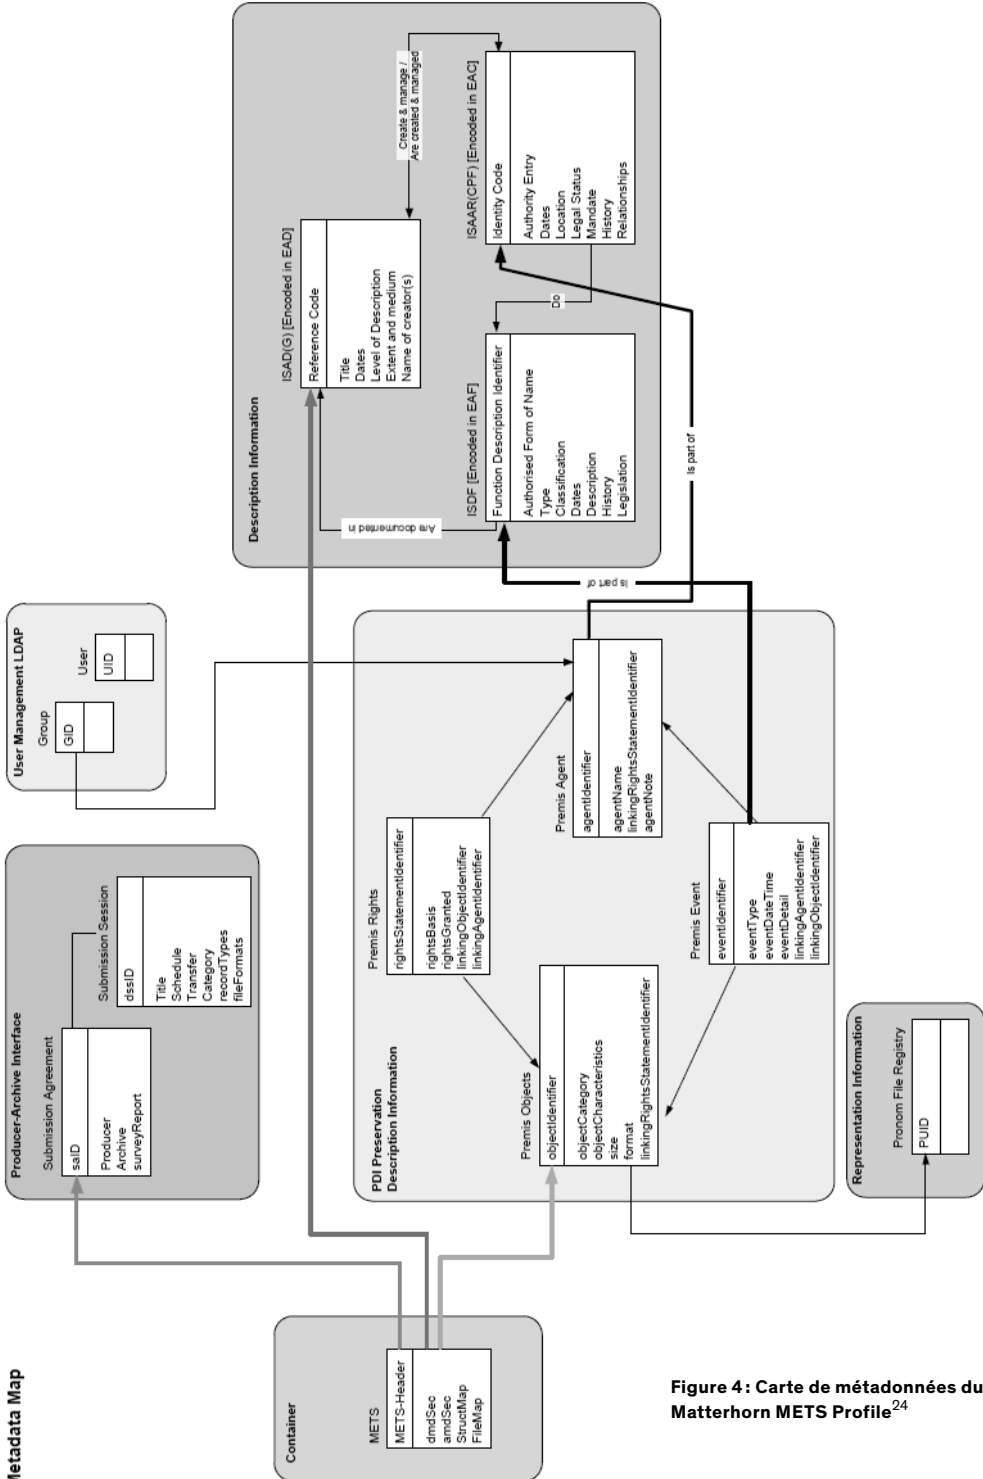 Metadata Map
Container
METS
METS-Header
dmdSec
amdSec
StructMap
FileMap
Producer-Archive Interface
Submission Agreement
saID
Producer
Archive
surveyReport
Submission Session
dssID
Title
Schedule
Transfer
Category
recordTypes
fileFormats
User Management LDAP
Group
GID
User
UID
Description Information
ISAD(G) [Encoded in EAD]
Reference Code
Title
Dates
Level of Description
Extent and medium
Name of creator(s)
Create & manage /
Are created & managed
ISAAR(CPF) [Encoded in EAC]
Identity Code
Authority Entry
Dates
Location
Legal Status
Mandate
History
Relationships
Do
ISDF [Encoded in EAF]
Function Description Identifier
Authorised Form of Name
Type
Classification
Dates
Description
History
Legislation
Are documented in
Is part of
Is part of
PDI Preservation
Description Information
Premis Rights
rightsStatementIdentifier
rightsBasis
rightsGranted
linkingObjectIdentifier
linkingAgentIdentifier
Premis Agent
agentIdentifier
agentName
linkingRightsStatementIdentifier
agentNote
Premis Objects
objectIdentifier
objectCategory
objectCharacteristics
size
format
linkingRightsStatementIdentifier
Premis Event
eventIdentifier
eventType
eventDateTime
eventDetail
linkingAgentIdentifier
linkingObjectIdentifier
Representation Information
Pronom File Registry
PUID
Figure 4 : Carte de métadonnées du
Matterhorn METS Profile24